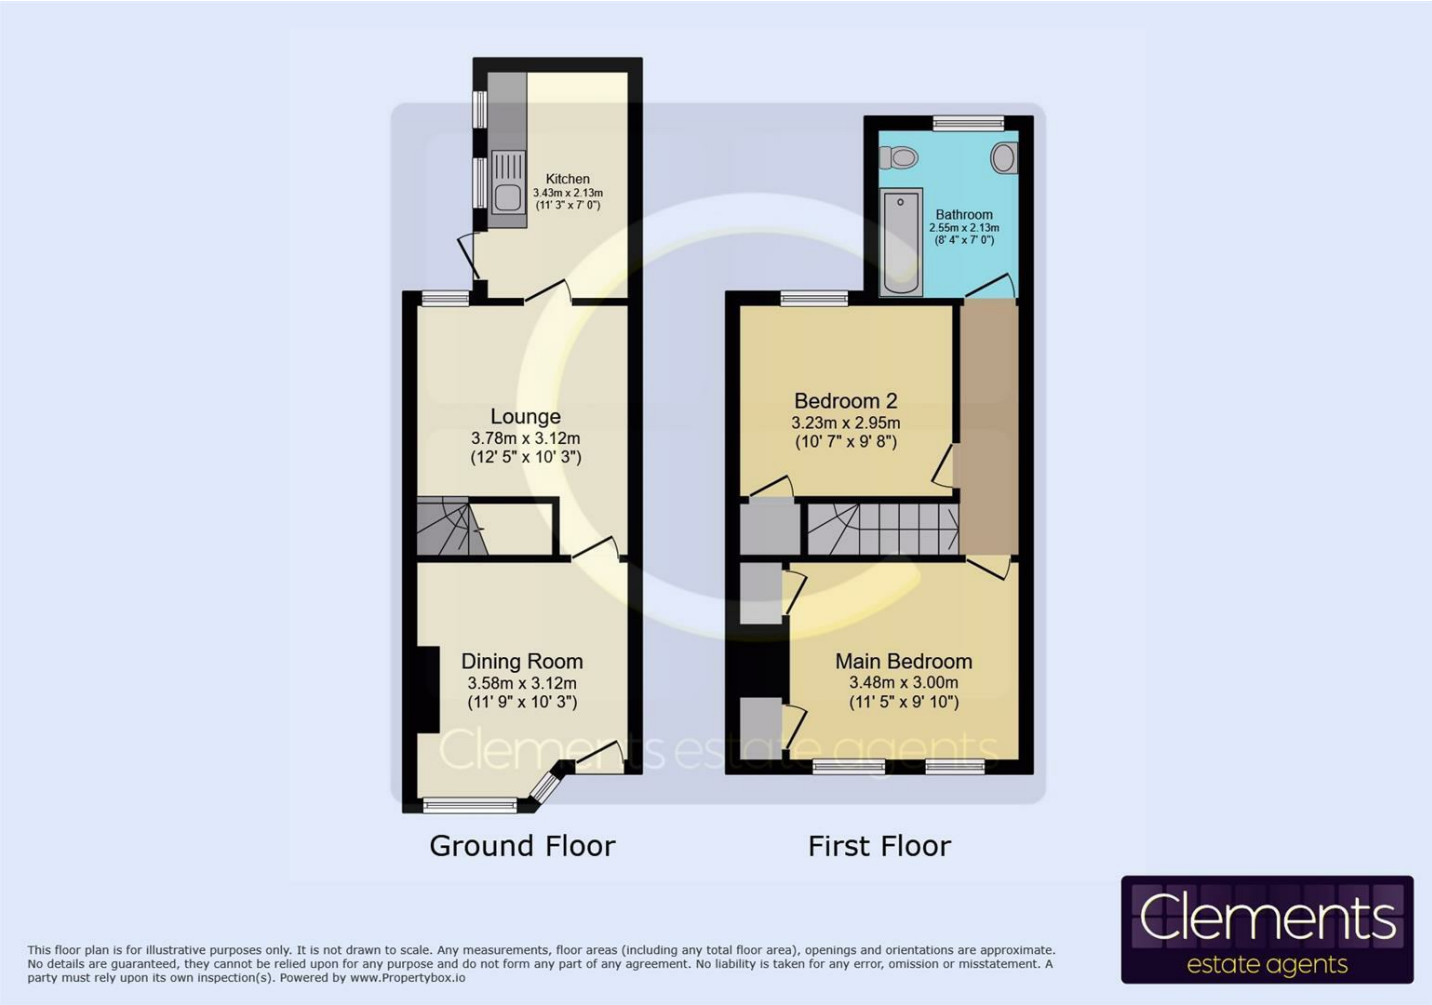 Kitchen
3.43m x 2.13m
(11' 3" x 7' 0")
Bathroom
2.55m x 2.13m
(8' 4" x 7' 0")
Lounge
3.78m x 3.12m
(12' 5" x 10' 3")
Bedroom 2
3.23m x 2.95m
(10' 7" x 9' 8")
Dining Room
3.58m x 3.12m
(11' 9" x 10' 3")
Main Bedroom
3.48m x 3.00m
(11' 5" x 9' 10")
Clements estate agents
Ground Floor
First Floor
Clements
estate agents
This floor plan is for illustrative purposes only. It is not drawn to scale. Any measurements, floor areas (including any total floor area), openings and orientations are approximate.
No details are guaranteed, they cannot be relied upon for any purpose and do not form any part of any agreement. No liability is taken for any error, omission or misstatement. A
party must rely upon its own inspection(s). Powered by www.Propertybox.io